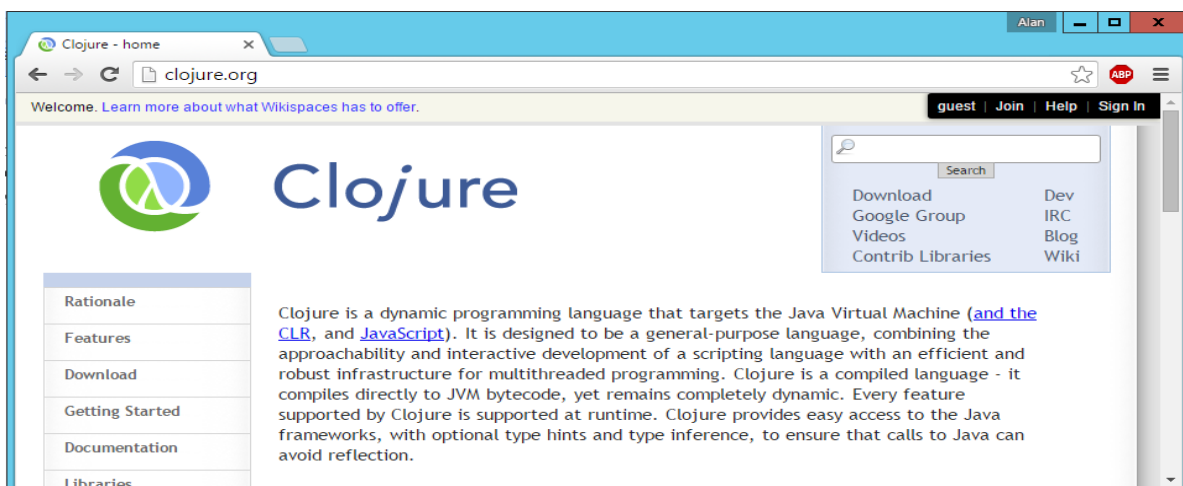 Alan
Clojure - home
clojure.org
ABP
Welcome. Learn more about what Wikispaces has to offer.
guest | Join | Help | Sign In
Clojure
Search
Download Dev
Google Group IRC
Videos Blog
Contrib Libraries Wiki
Rationale
Features
Download
Getting Started
Documentation
Libraries
Clojure is a dynamic programming language that targets the Java Virtual Machine (and the
CLR, and JavaScript). It is designed to be a general-purpose language, combining the
approachability and interactive development of a scripting language with an efficient and
robust infrastructure for multithreaded programming. Clojure is a compiled language - it
compiles directly to JVM bytecode, yet remains completely dynamic. Every feature
supported by Clojure is supported at runtime. Clojure provides easy access to the Java
frameworks, with optional type hints and type inference, to ensure that calls to Java can
avoid reflection.